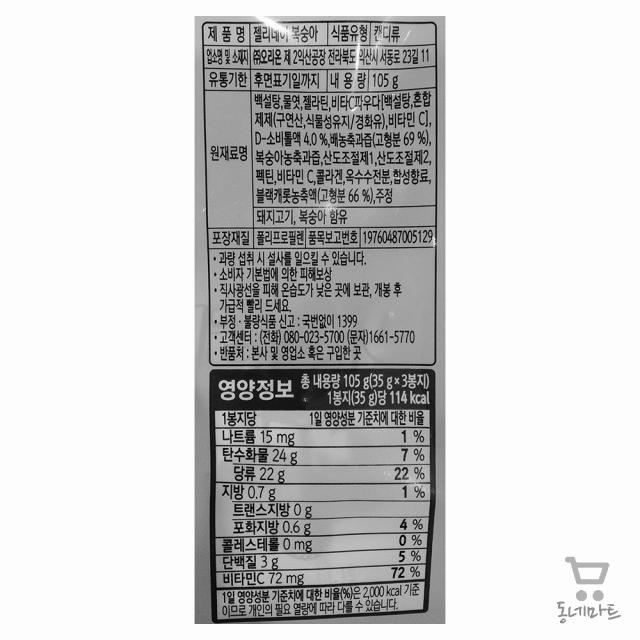 제 품 명 젤리데이 복숭아 식품유형 캔디류
업소명 및 소재지 ㈜오리온 제 2익산공장 전라북도 익산시 서동로 23길 11
유통기한 후면표기일까지 내 용 량 105 g
원재료명
백설탕,물엿,젤라틴,비타C파우다[백설탕,혼합
제제(구연산,식물성유지/경화유),비타민 C],
D-소비톨액 4.0 %,배농축과즙(고형분 69 %),
복숭아농축과즙,산도조절제1,산도조절제2,
펙틴,비타민 C,콜라겐,옥수수전분,합성향료,
블랙캐롯농축액(고형분 66 %),주정
돼지고기, 복숭아 함유
포장재질 폴리프로필렌 품목보고번호 19760487005129
· 과량 섭취 시 설사를 일으킬 수 있습니다.
· 소비자 기본법에 의한 피해보상
· 직사광선을 피해 온습도가 낮은 곳에 보관, 개봉 후
가급적 빨리 드세요.
· 부정 · 불량식품 신고 : 국번없이 1399
· 고객센터 : (전화) 080-023-5700 (문자)1661-5770
· 반품처 : 본사 및 영업소 혹은 구입한 곳
영양정보 총 내용량 105 g(35 g × 3봉지)
1봉지(35 g)당 114 kcal
1봉지당 1일 영양성분 기준치에 대한 비율
나트륨 15 mg 1 %
탄수화물 24 g 7 %
당류 22 g 22 %
지방 0.7 g 1 %
트랜스지방 0 g
포화지방 0.6 g 4 %
콜레스테롤 0 mg 0 %
단백질 3 g 5 %
비타민C 72 mg 72 %
1일 영양성분 기준치에 대한 비율(%)은 2,000 kcal 기준
이므로 개인의 필요 열량에 따라 다를 수 있습니다.
동네마트